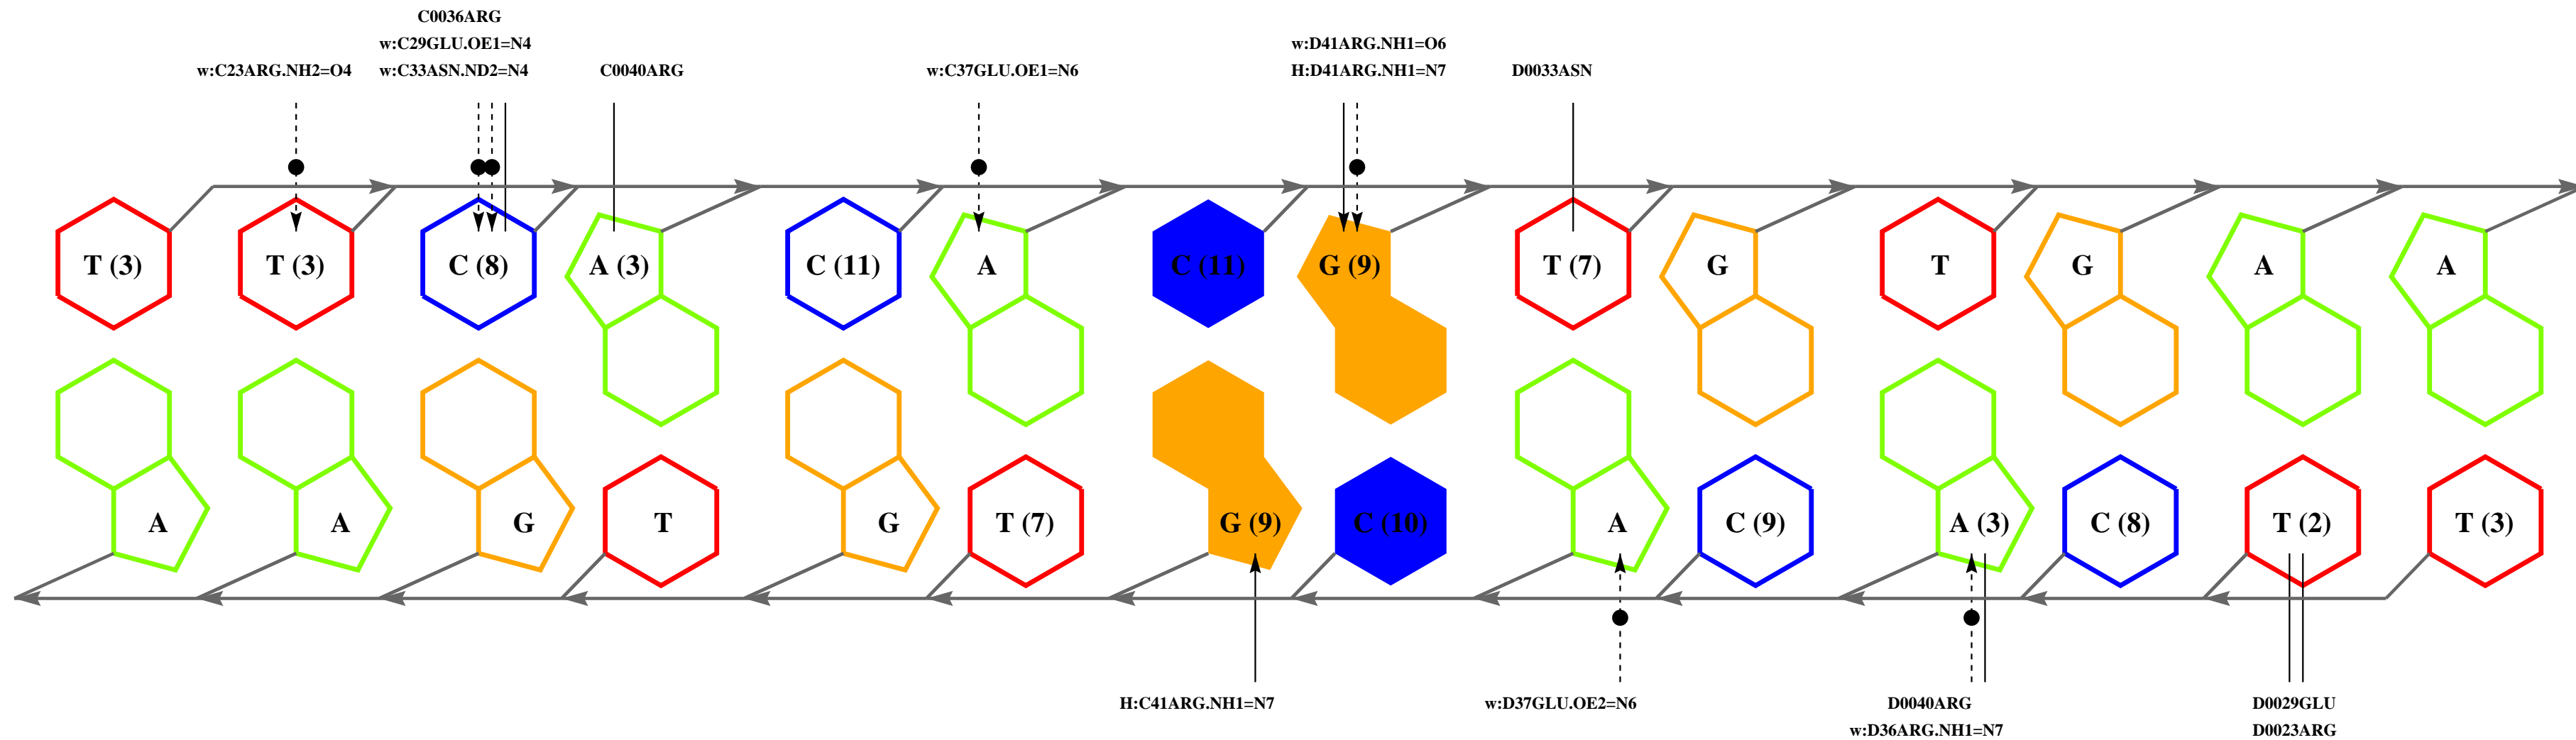 C0036ARG
w:C29GLU.OE1=N4
w:D41ARG.NH1=O6
w:C23ARG.NH2=O4 w:C33ASN.ND2=N4 C0040ARG w:C37GLU.OE1=N6 H:D41ARG.NH1=N7 D0033ASN
T (3) T (3) C (8) A (3) C (11) A C (11) G (9) T (7) G T G A A
A A G T G T (7) G (9) C (10) A C (9) A (3) C (8) T (2) T (3)
H:C41ARG.NH1=N7 w:D37GLU.OE2=N6 D0040ARG D0029GLU
w:D36ARG.NH1=N7 D0023ARG